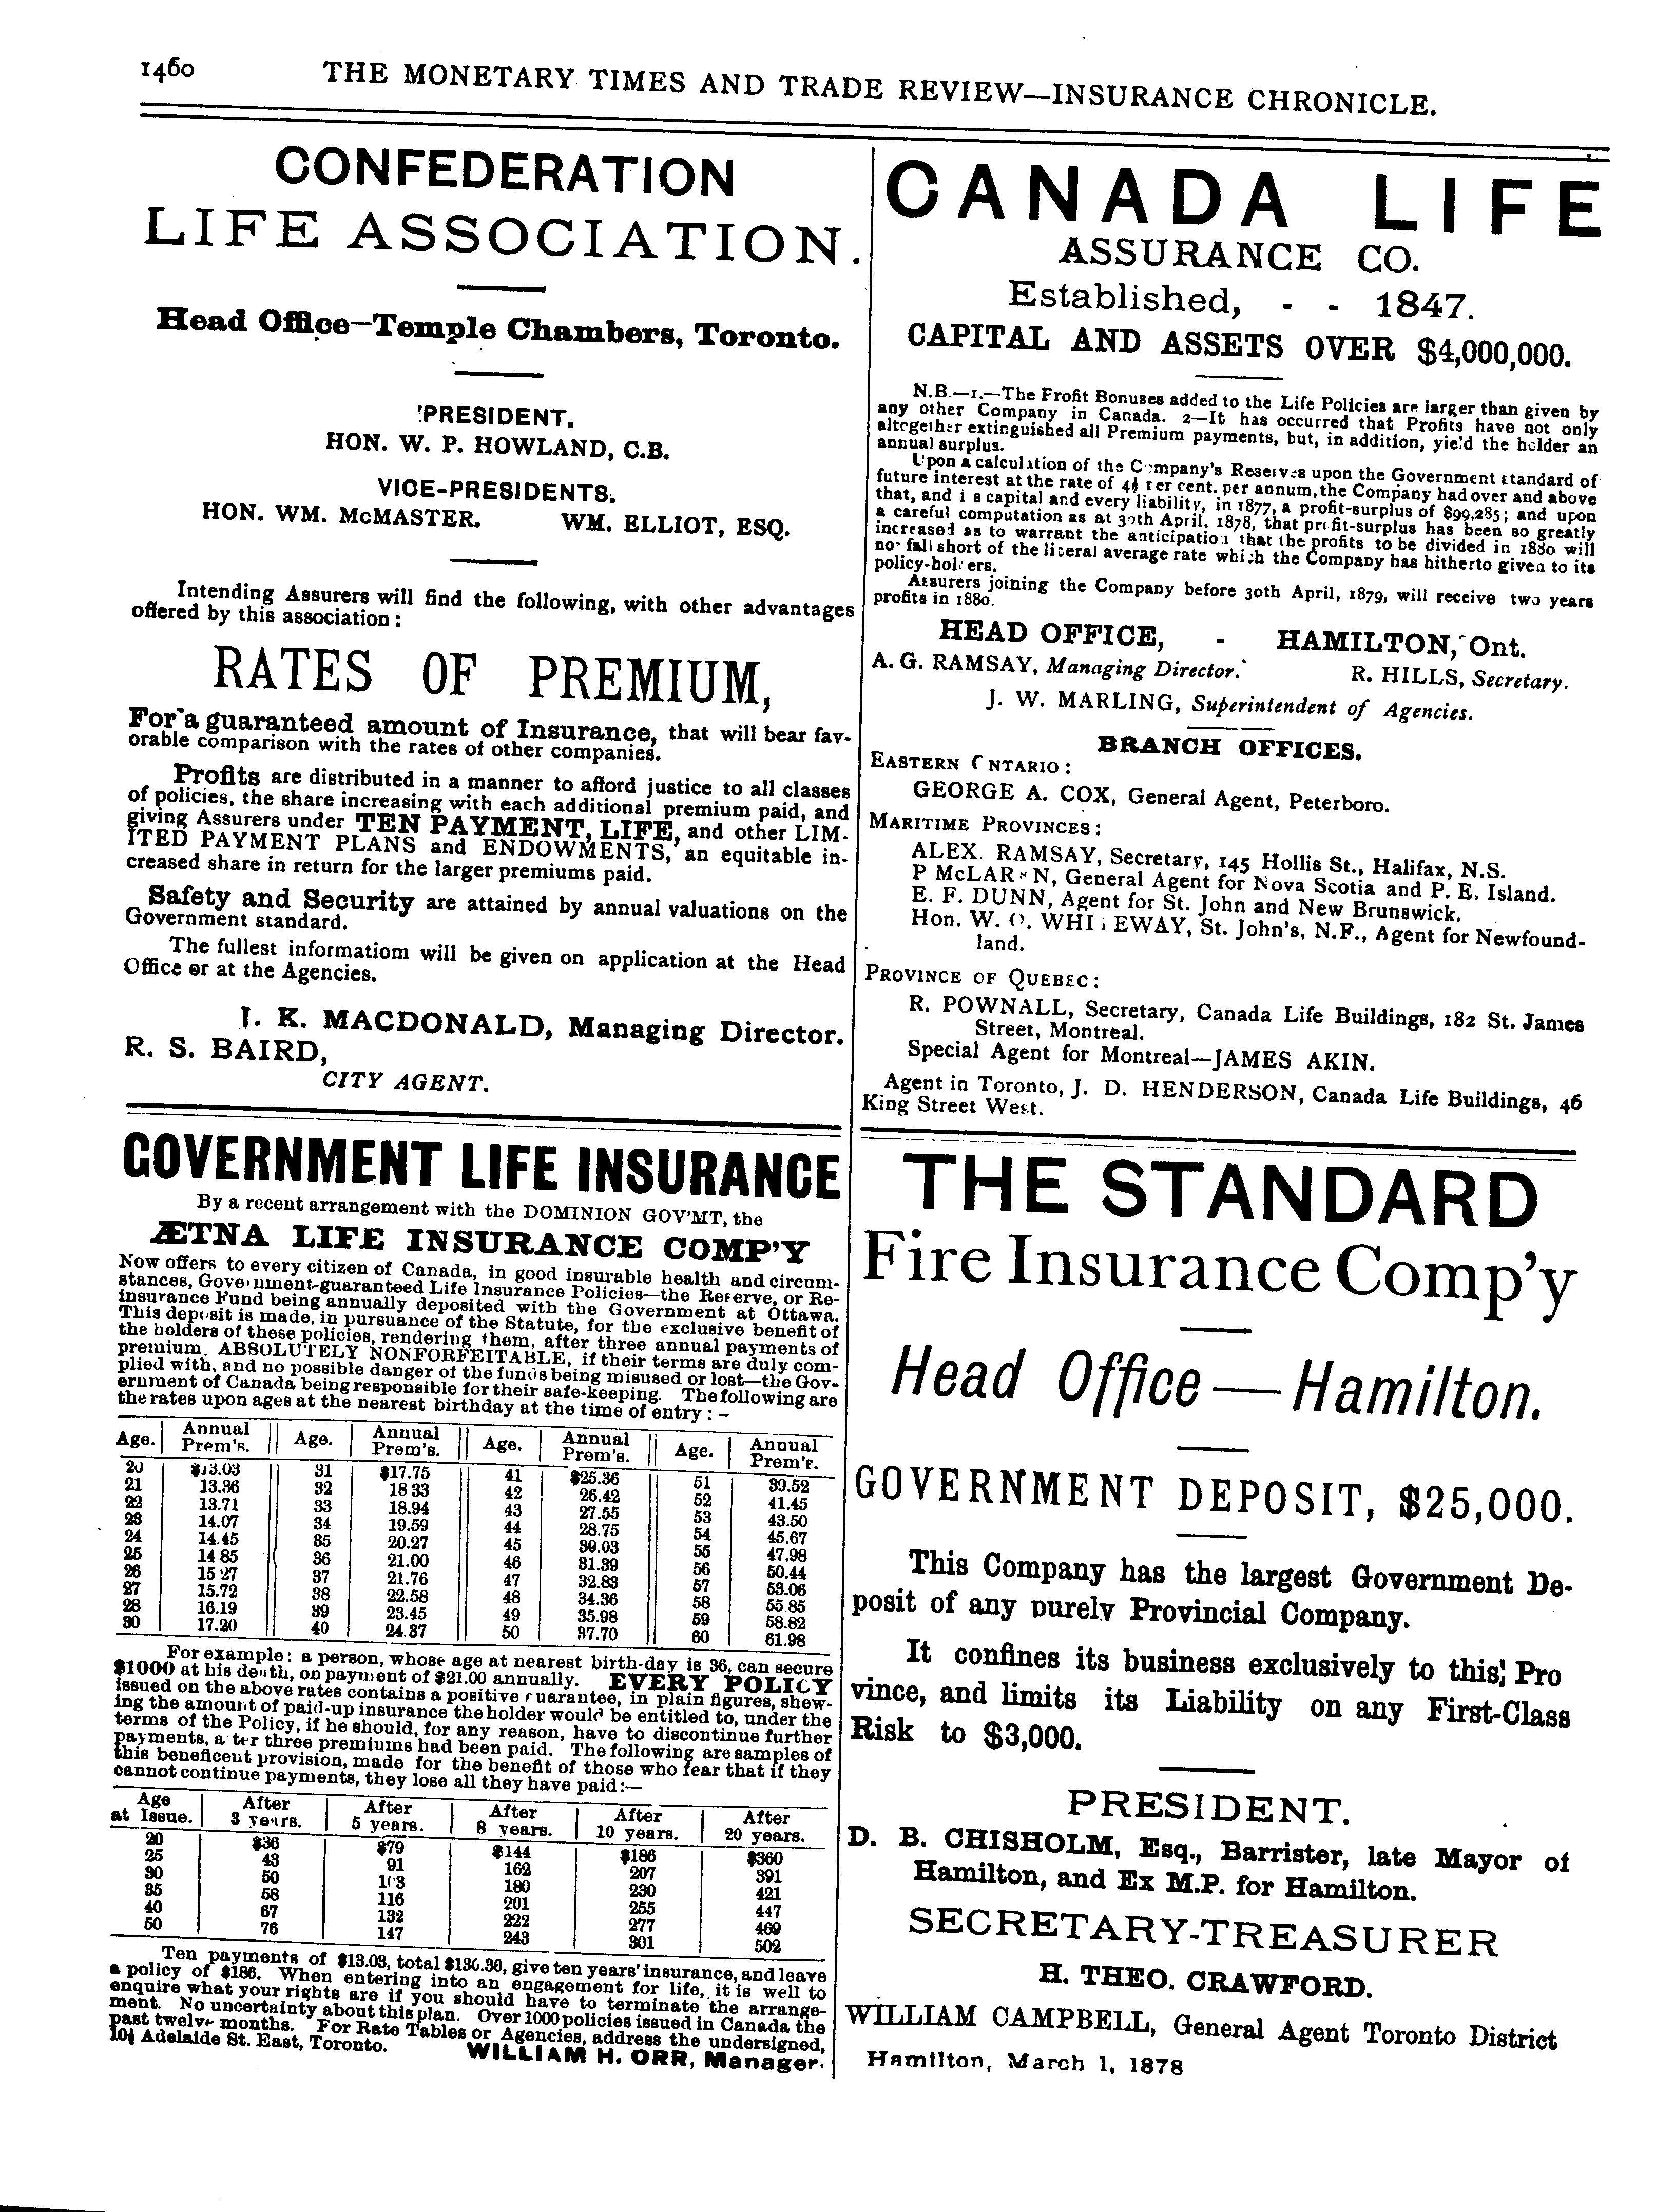 1460 THE MONETARY TIMES AND TRADE REVIEW—INSURANCE CHRONICLE.
CONFEDERATION
LIFE ASSOCIATION.
Head Office—Temple Chambers, Toronto.
PRESIDENT.
HON. W. P. HOWLAND, C.B.
VICE-PRESIDENTS.
HON. WM. McMASTER. WM. ELLIOT, ESQ.
Intending Assurers will find the following, with other advantages
offered by this association:
RATES OF PREMIUM,
For a guaranteed amount of Insurance, that will bear fav-
orable comparison with the rates of other companies.
Profits are distributed in a manner to afford justice to all classes
of policies, the share increasing with each additional premium paid, and
giving Assurers under TEN PAYMENT, LIFE, and other LIM-
ITED PAYMENT PLANS and ENDOWMENTS, an equitable in-
creased share in return for the larger premiums paid.
Safety and Security are attained by annual valuations on the
Government standard.
The fullest informatiom will be given on application at the Head
Office or at the Agencies.
J. K. MACDONALD, Managing Director.
R. S. BAIRD,
CITY AGENT.
GOVERNMENT LIFE INSURANCE
By a recent arrangement with the DOMINION GOV'MT, the
ÆTNA LIFE INSURANCE COMP'Y
Now offers to every citizen of Canada, in good insurable health and circum-
stances, Government-guaranteed Life Insurance Policies—the Reserve, or Re-
insurance Fund being annually deposited with the Government at Ottawa.
This deposit is made, in pursuance of the Statute, for the exclusive benefit of
the holders of these policies, rendering them, after three annual payments of
premium, ABSOLUTELY NONFORFEITABLE, if their terms are duly com-
plied with, and no possible danger of the funds being misused or lost—the Gov-
ernment of Canada being responsible for their safe-keeping. The following are
the rates upon ages at the nearest birthday at the time of entry:—
Age. Annual Prem's. Age. Annual Prem's. Age. Annual Prem's. Age. Annual Prem's.
20 $13.03 31 $17.75 41 $25.36 51 39.52
21 13.36 32 18 33 42 26.42 52 41.45
22 13.71 33 18.94 43 27.55 53 43.50
23 14.07 34 19.59 44 28.75 54 45.67
24 14.45 35 20.27 45 30.03 55 47.98
25 14 85 36 21.00 46 31.39 56 50.44
26 15 27 37 21.76 47 32.83 57 53.06
27 15.72 38 22.58 48 34.36 58 55.85
28 16.19 39 23.45 49 35.98 59 58.82
30 17.20 40 24.37 50 37.70 60 61.98
For example: a person, whose age at nearest birth-day is 36, can secure
$1000 at his death, on payment of $21.00 annually. EVERY POLICY
issued on the above rates contains a positive guarantee, in plain figures, shew-
ing the amount of paid-up insurance the holder would be entitled to, under the
terms of the Policy, if he should, for any reason, have to discontinue further
payments, after three premiums had been paid. The following are samples of
this beneficent provision, made for the benefit of those who fear that if they
cannot continue payments, they lose all they have paid:—
Age at Issue. After 3 years. After 5 years. After 8 years. After 10 years. After 20 years.
20 $36 $79 $144 $186 $360
25 43 91 162 207 391
30 50 103 180 230 421
35 58 116 201 255 447
40 67 132 222 277 469
50 76 147 243 301 502
Ten payments of $13.03, total $130.30, give ten years' insurance, and leave
a policy of $186. When entering into an engagement for life, it is well to
enquire what your rights are if you should have to terminate the arrange-
ment. No uncertainty about this plan. Over 1000 policies issued in Canada the
past twelve months. For Rate Tables or Agencies, address the undersigned,
10½ Adelaide St. East, Toronto. WILLIAM H. ORR, Manager.
CANADA LIFE
ASSURANCE CO.
Established, - - 1847.
CAPITAL AND ASSETS OVER $4,000,000.
N.B.—1.—The Profit Bonuses added to the Life Policies are larger than given by
any other Company in Canada. 2—It has occurred that Profits have not only
altogether extinguished all Premium payments, but, in addition, yield the holder an
annual surplus.
Upon a calculation of the Company's Reserves upon the Government standard of
future interest at the rate of 4½ per cent. per annum, the Company had over and above
that, and its capital and every liability, in 1877, a profit-surplus of $99,285; and upon
a careful computation as at 30th April, 1878, that profit-surplus has been so greatly
increased as to warrant the anticipation that the profits to be divided in 1880 will
not fall short of the liberal average rate which the Company has hitherto given to its
policy-holders.
Assurers joining the Company before 30th April, 1879, will receive two years
profits in 1880.
HEAD OFFICE, - HAMILTON, Ont.
A. G. RAMSAY, Managing Director. R. HILLS, Secretary.
J. W. MARLING, Superintendent of Agencies.
BRANCH OFFICES.
EASTERN ONTARIO:
GEORGE A. COX, General Agent, Peterboro.
MARITIME PROVINCES:
ALEX. RAMSAY, Secretary, 145 Hollis St., Halifax, N.S.
P McLAREN, General Agent for Nova Scotia and P. E. Island.
E. F. DUNN, Agent for St. John and New Brunswick.
Hon. W. O. WHITEWAY, St. John's, N.F., Agent for Newfound-
land.
PROVINCE OF QUEBEC:
R. POWNALL, Secretary, Canada Life Buildings, 182 St. James
Street, Montreal.
Special Agent for Montreal—JAMES AKIN.
Agent in Toronto, J. D. HENDERSON, Canada Life Buildings, 46
King Street West.
THE STANDARD
Fire Insurance Comp'y
Head Office—Hamilton.
GOVERNMENT DEPOSIT, $25,000.
This Company has the largest Government De-
posit of any purely Provincial Company.
It confines its business exclusively to this; Pro
vince, and limits its Liability on any First-Class
Risk to $3,000.
PRESIDENT.
D. B. CHISHOLM, Esq., Barrister, late Mayor of
Hamilton, and Ex M.P. for Hamilton.
SECRETARY-TREASURER
H. THEO. CRAWFORD.
WILLIAM CAMPBELL, General Agent Toronto District
Hamilton, March 1, 1878